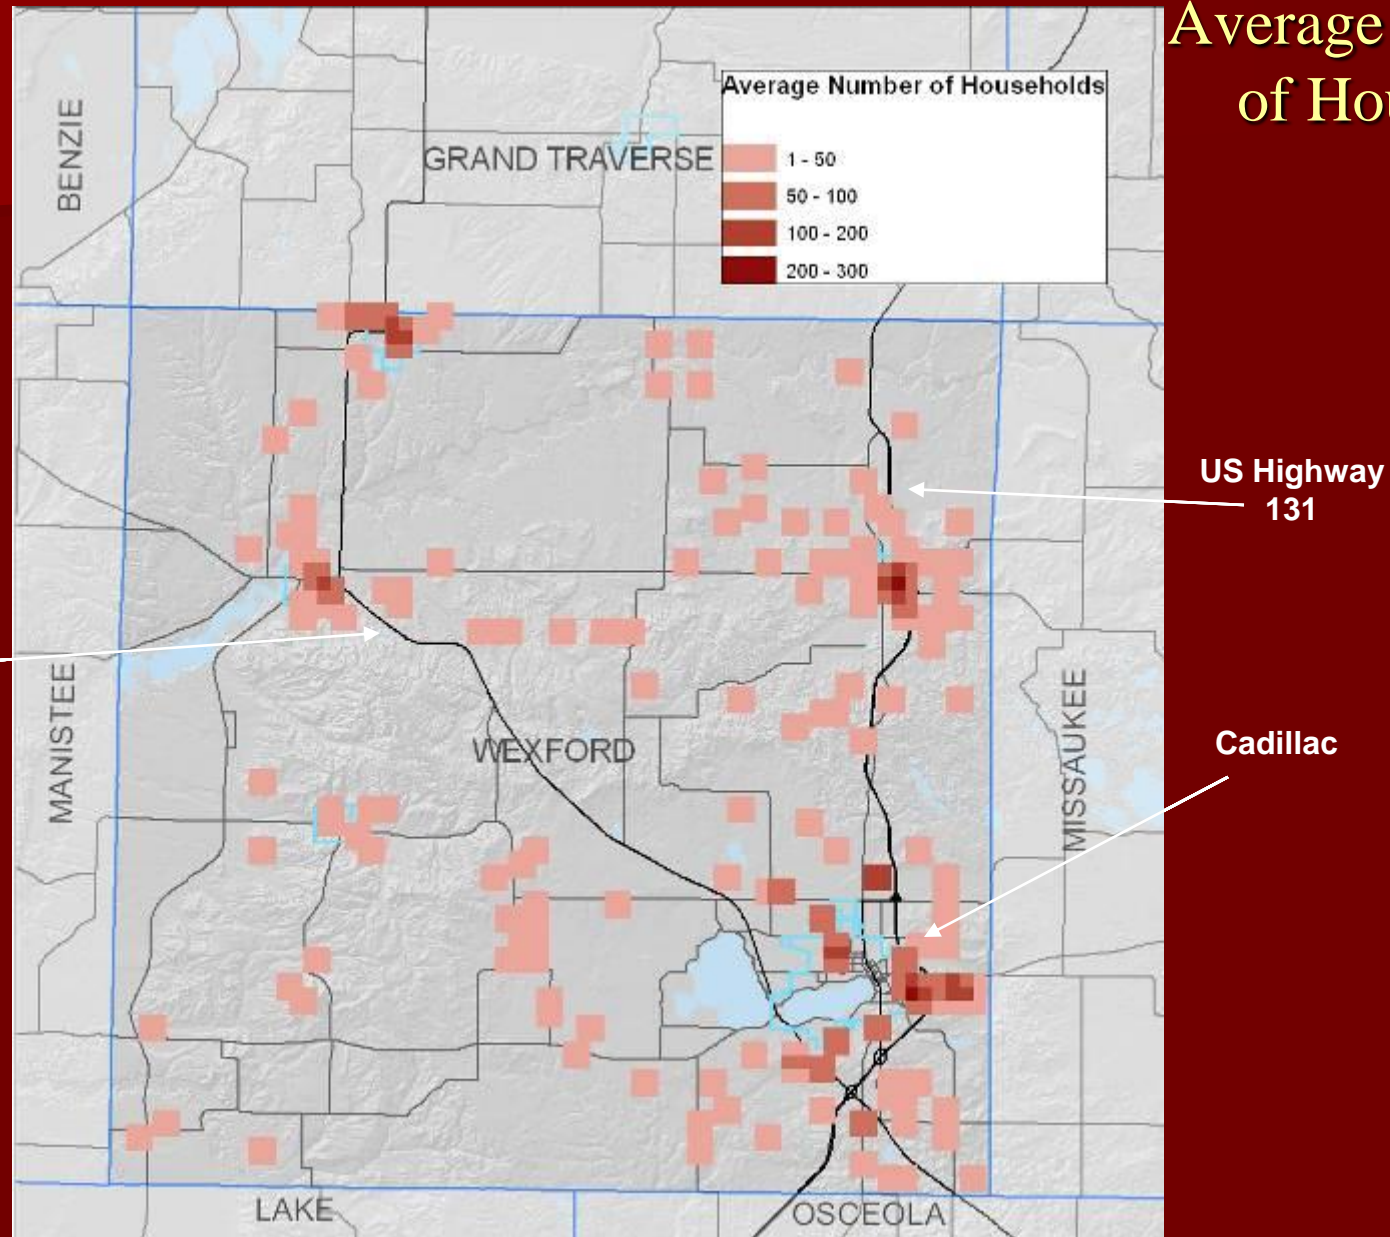 Average
of Hou
Average Number of Households
1 - 50
50 - 100
100 - 200
200 - 300
BENZIE
GRAND TRAVERSE
US Highway
131
MANISTEE
WEXFORD
MISSAUKEE
Cadillac
LAKE
OSCEOLA